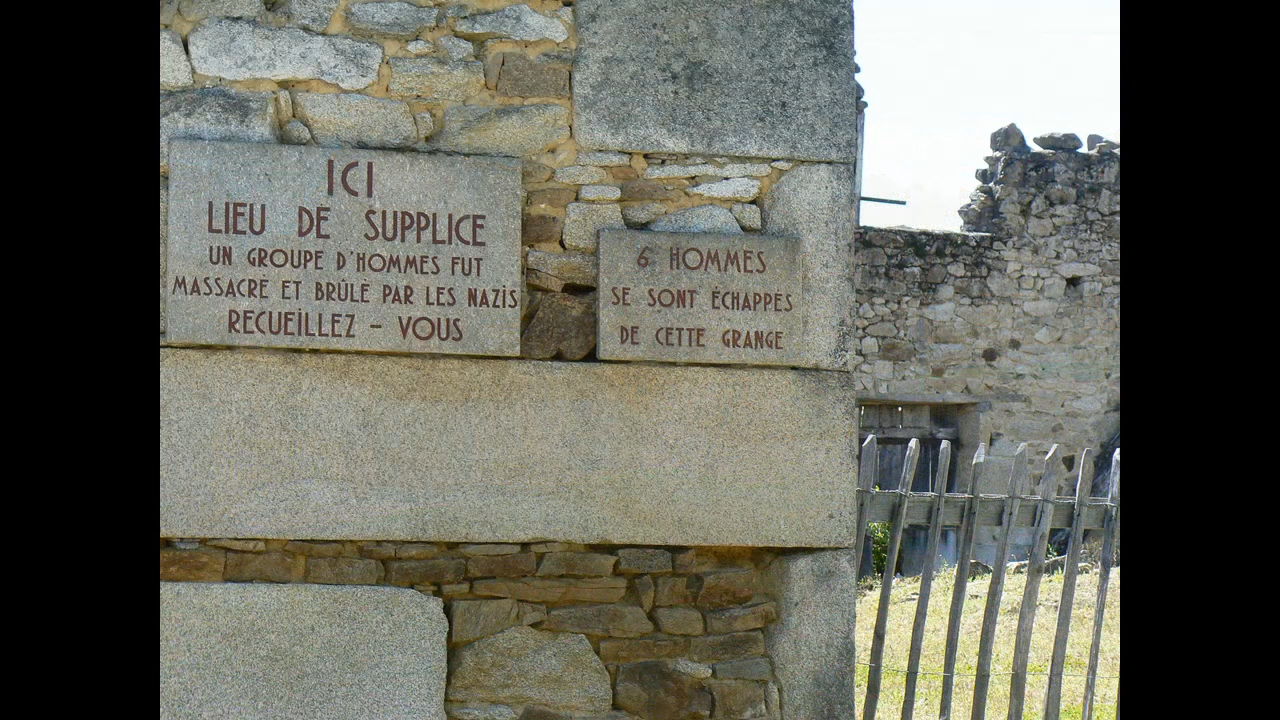 ICI
LIEU DE SUPPLICE
UN GROUPE D'HOMMES FUT
MASSACRÉ ET BRÛLÉ PAR LES NAZIS
RECUEILLEZ - VOUS
6 HOMMES
SE SONT ÉCHAPPES
DE CETTE GRANGE